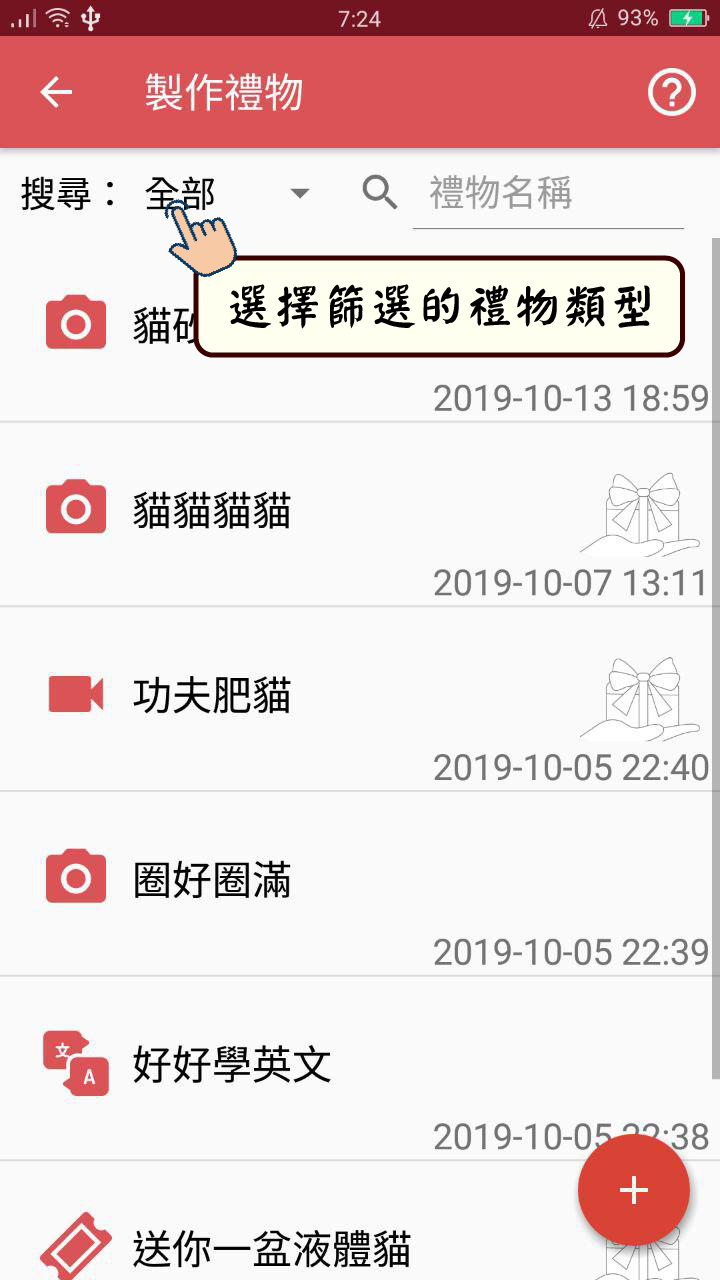 7:24
93%
製作禮物
搜尋：
全部
禮物名稱
選擇篩選的禮物類型
貓砂
2019-10-13 18:59
貓貓貓貓
2019-10-07 13:11
功夫肥貓
2019-10-05 22:40
圈好圈滿
2019-10-05 22:39
文
A
好好學英文
2019-10-05 22:38
送你一盆液體貓